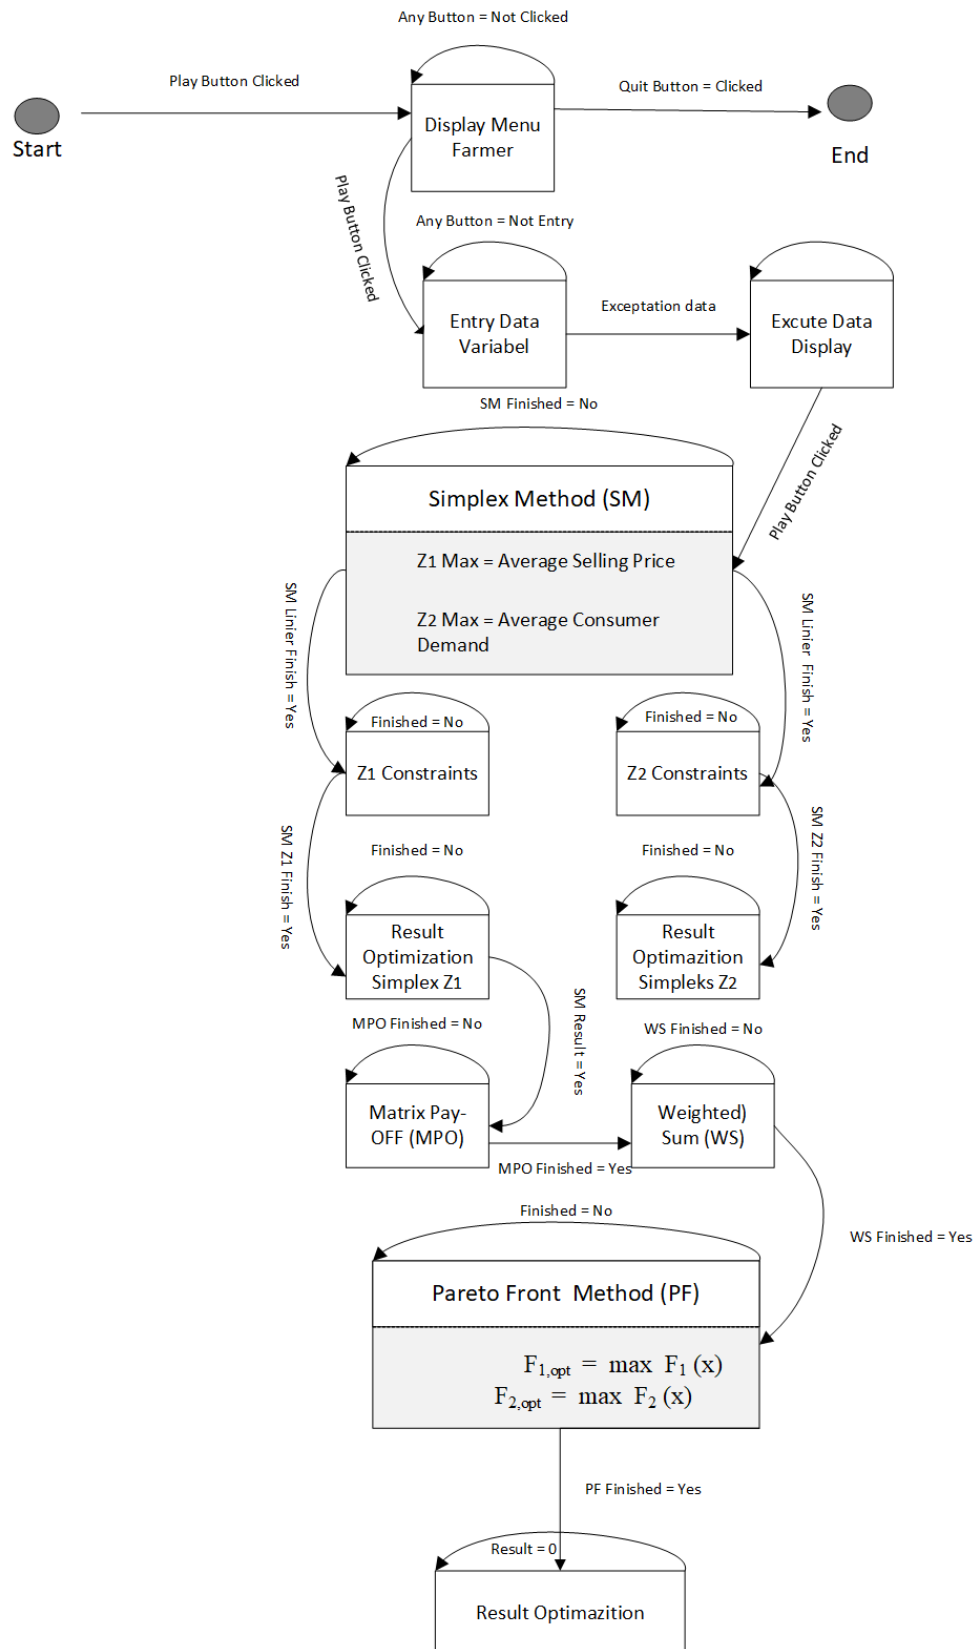 Any Button = Not Clicked
Play Button Clicked
Quit Button = Clicked
Start
Display Menu
Farmer
End
Play Button Clicked
Any Button = Not Entry
Entry Data
Variabel
Exceptation data
Excute Data
Display
Play Button Clicked
SM Finished = No
Simplex Method (SM)
Z1 Max = Average Selling Price
Z2 Max = Average Consumer
Demand
SM Linier Finish = Yes
SM Linier Finish = Yes
Finished = No
Z1 Constraints
Finished = No
Z2 Constraints
SM Z1 Finish = Yes
SM Z2 Finish = Yes
Finished = No
Result
Optimization
Simplex Z1
Finished = No
Result
Optimazition
Simpleks Z2
SM Result = Yes
MPO Finished = No
Matrix Pay-
OFF (MPO)
MPO Finished = Yes
WS Finished = No
Weighted)
Sum (WS)
WS Finished = Yes
Finished = No
Pareto Front Method (PF)
F1,opt = max F1 (x)
F2,opt = max F2 (x)
PF Finished = Yes
Result = 0
Result Optimazition